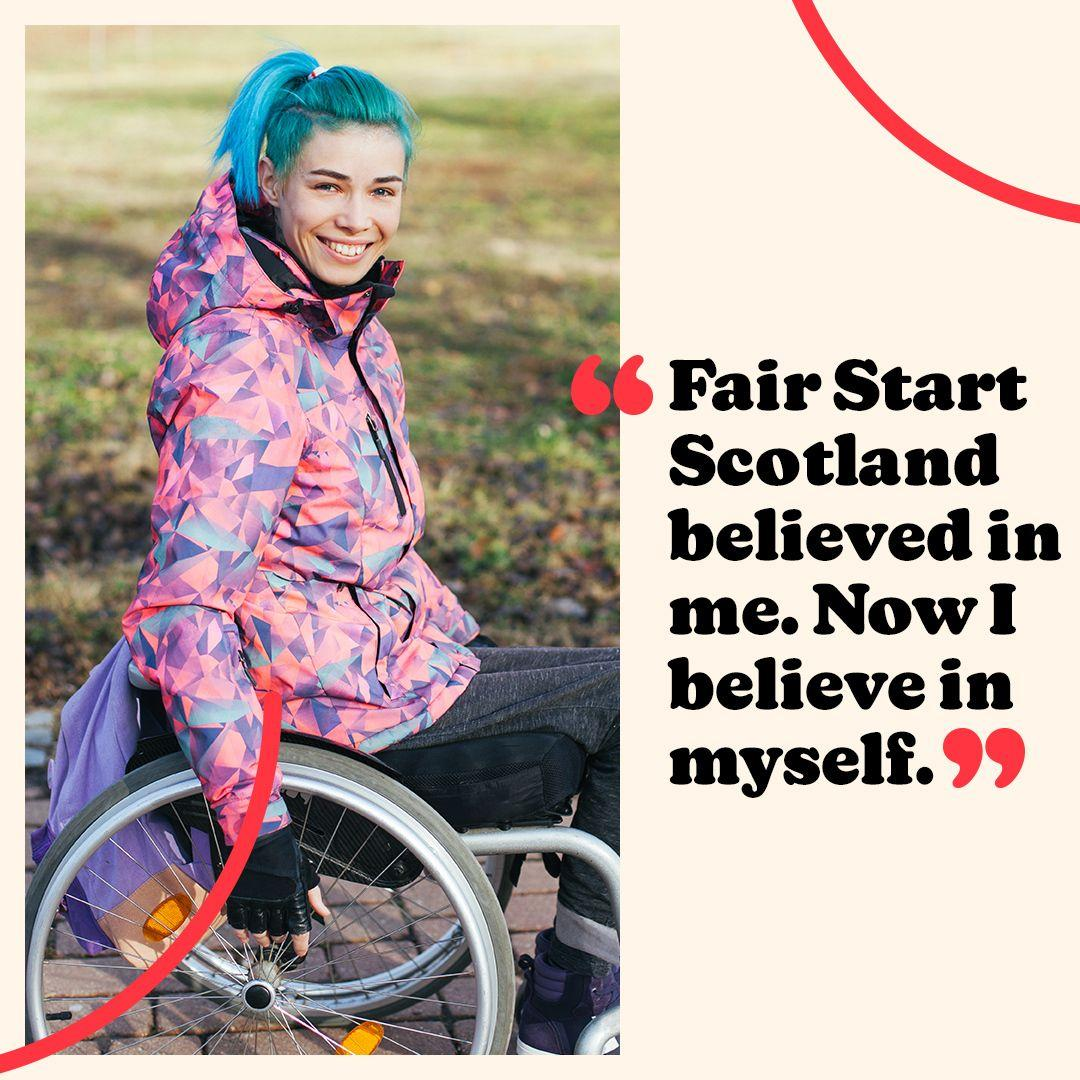 “Fair Start
Scotland
believed in
me. Now I
believe in
myself.”